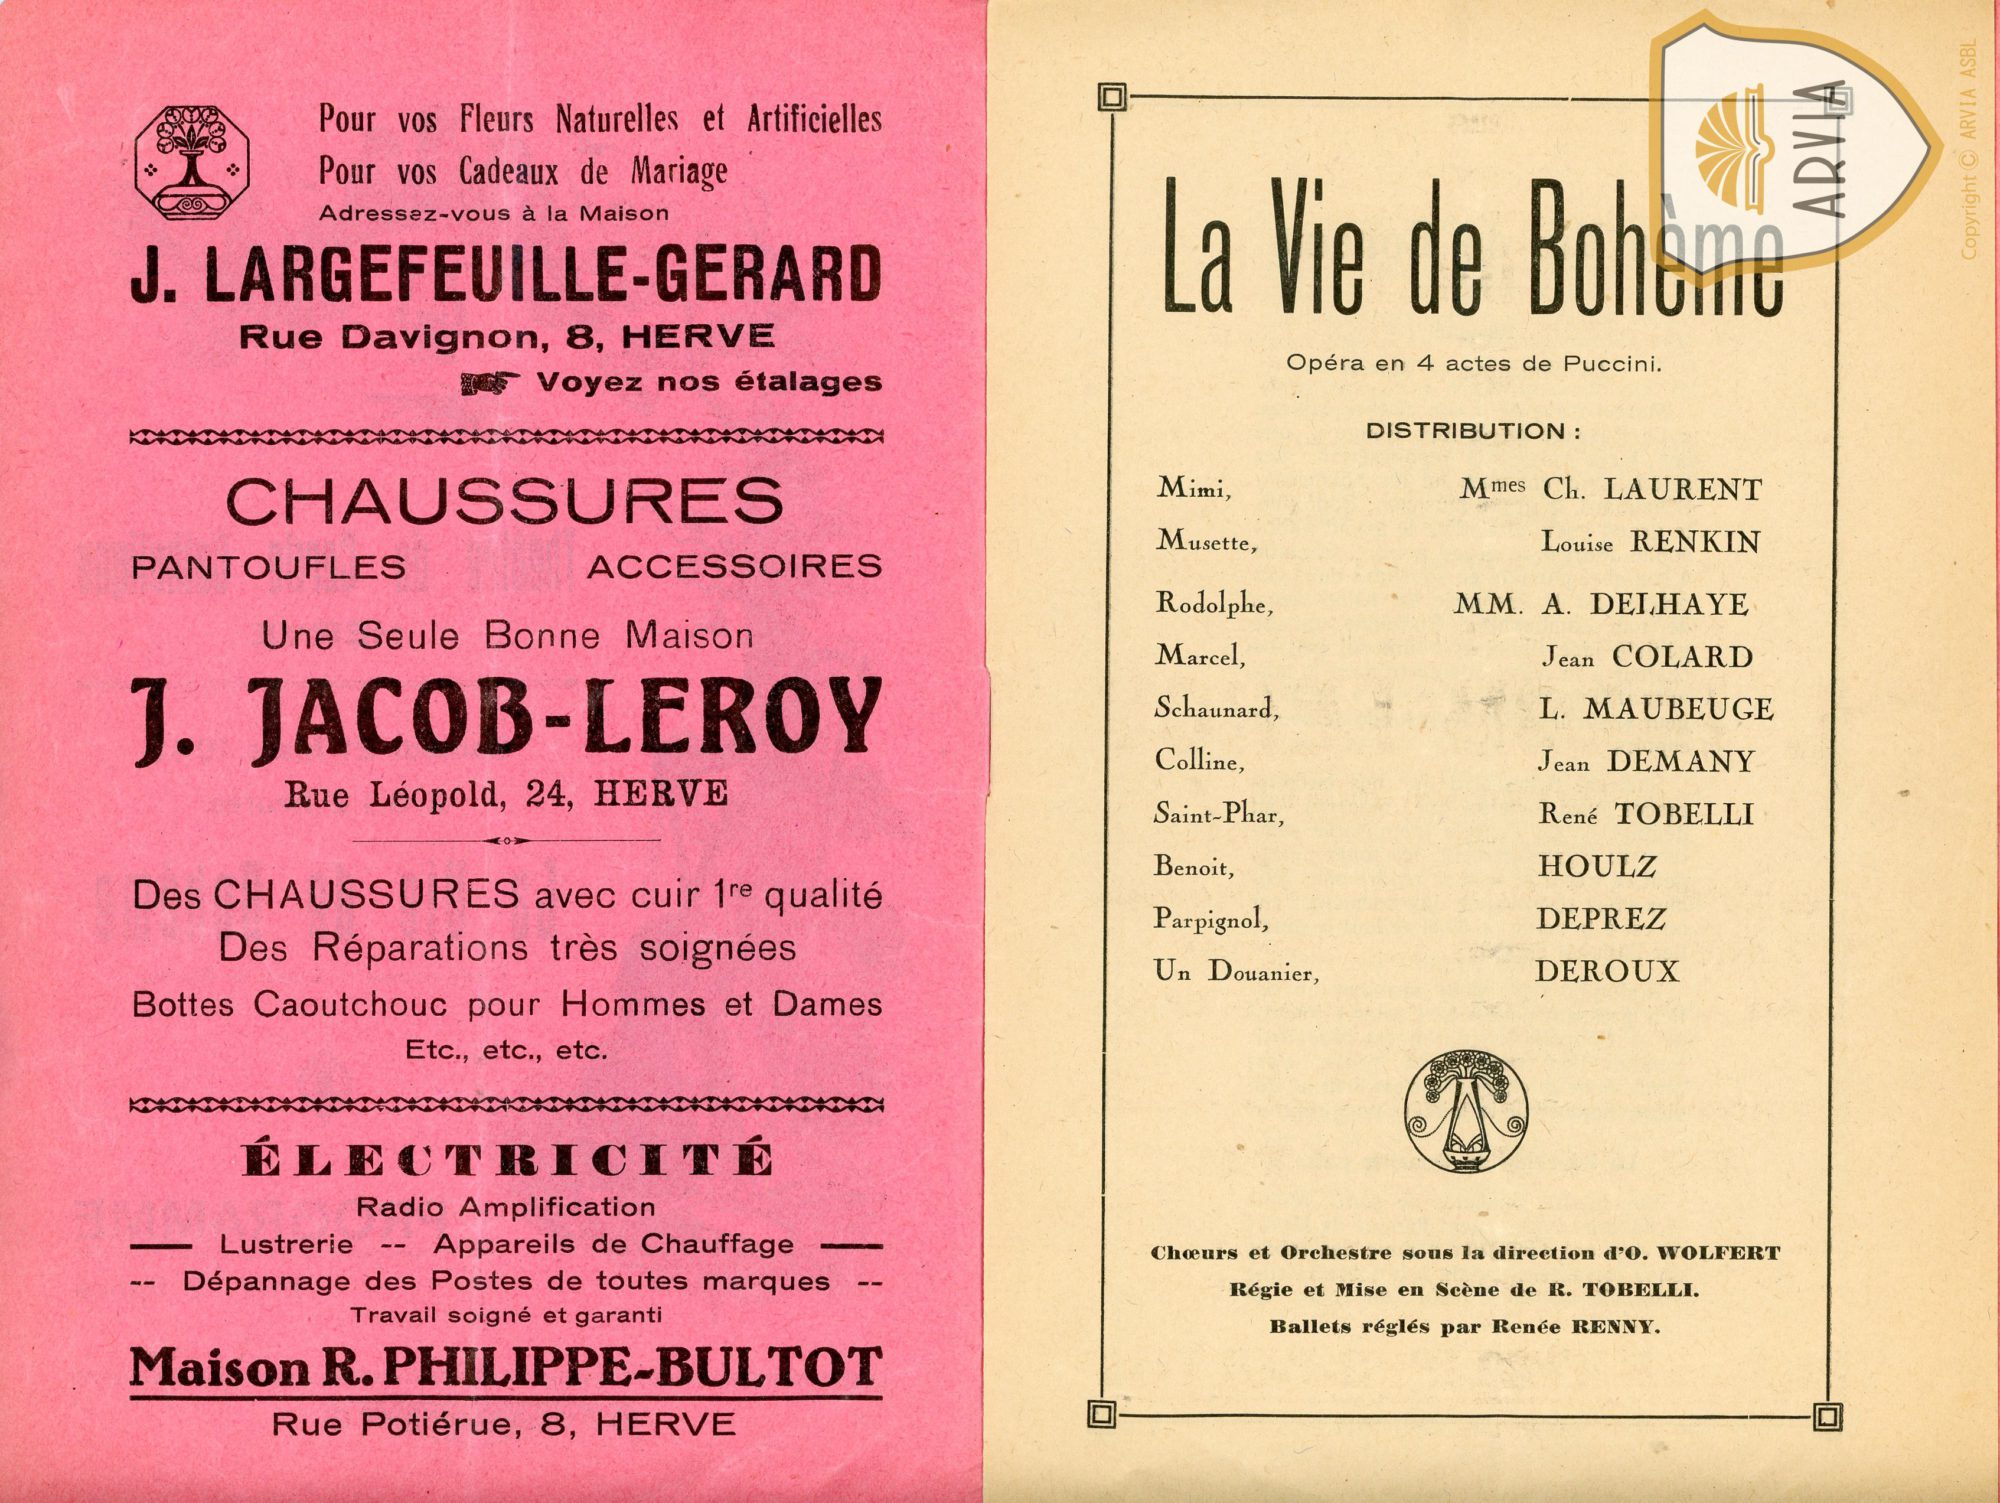 Pour vos Fleurs Naturelles et Artificielles
Pour vos Cadeaux de Mariage
Adressez-vous à la Maison
J. LARGEFEUILLE-GERARD
Rue Davignon, 8, HERVE
Voyez nos étalages
CHAUSSURES
PANTOUFLES ACCESSOIRES
Une Seule Bonne Maison
J. JACOB-LEROY
Rue Léopold, 24, HERVE
Des CHAUSSURES avec cuir 1re qualité
Des Réparations très soignées
Bottes Caoutchouc pour Hommes et Dames
Etc., etc., etc.
ÉLECTRICITÉ
Radio Amplification
Lustrerie -- Appareils de Chauffage
-- Dépannage des Postes de toutes marques --
Travail soigné et garanti
Maison R. PHILIPPE-BULTOT
Rue Potiérue, 8, HERVE
La Vie de Bohème
Opéra en 4 actes de Puccini.
DISTRIBUTION :
Mimi, Mmes Ch. LAURENT
Musette, Louise RENKIN
Rodolphe, MM. A. DELHAYE
Marcel, Jean COLARD
Schaunard, L. MAUBEUGE
Colline, Jean DEMANY
Saint-Phar, René TOBELLI
Benoit, HOULZ
Parpignol, DEPREZ
Un Douanier, DEROUX
Chœurs et Orchestre sous la direction d'O. WOLFERT
Régie et Mise en Scène de R. TOBELLI.
Ballets réglés par Renée RENNY.
ARVIA
Copyright © ARVIA ASBL